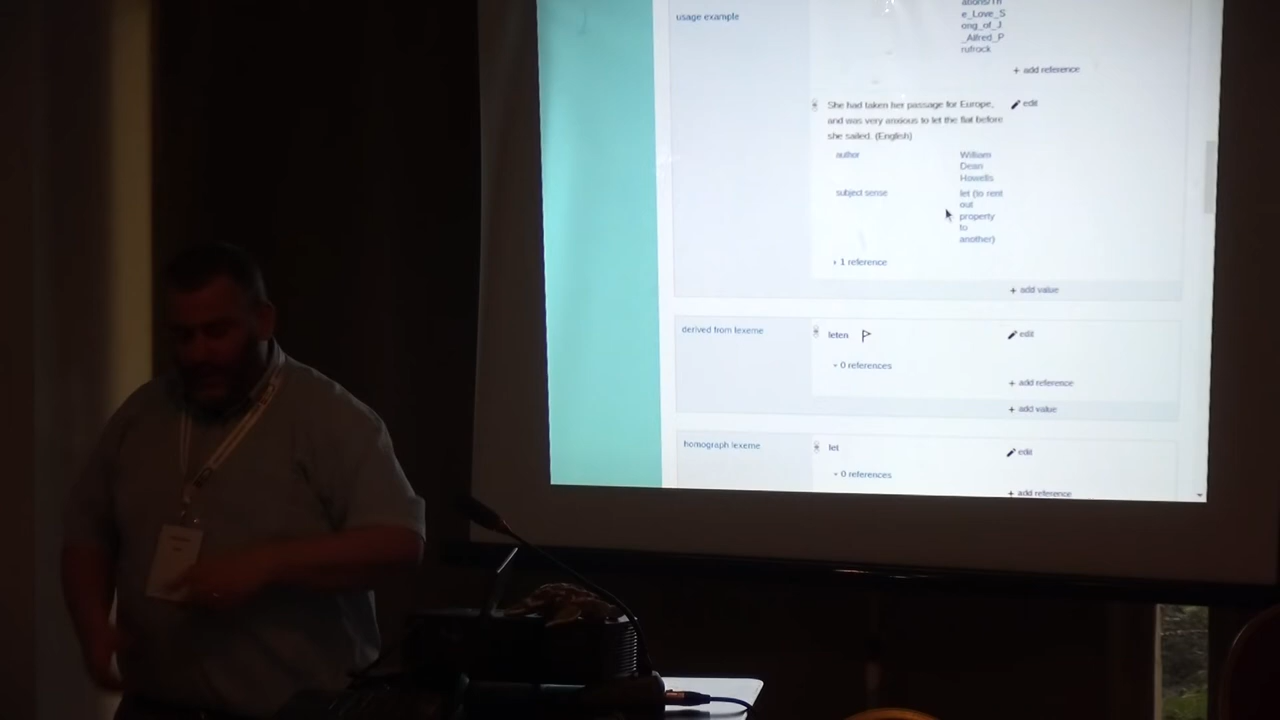 ations/Th
usage example
e_Love_S
ong_of_J
_Alfred_P
rufrock
+ add reference
She had taken her passage for Europe, edit
and was very anxious to let the flat before
she sailed. (English)
author William
Dean
Howells
subject sense let (to rent
out
property
to
another)
1 reference
+ add value
derived from lexeme leten edit
0 references
+ add reference
+ add value
homograph lexeme let edit
0 references
+ add reference